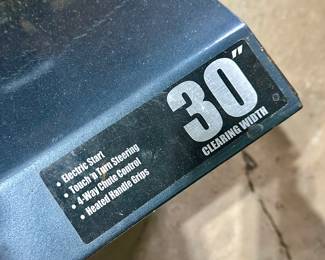 • Electric Start
• Touch 'n Turn Steering
• 4-Way Chute Control
• Heated Handle Grips
30"
CLEARING WIDTH